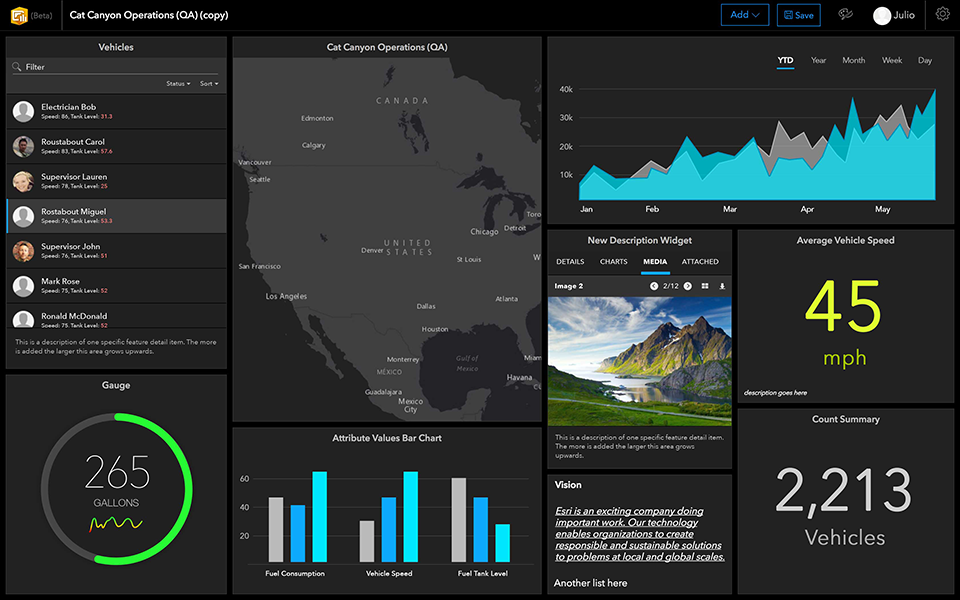 (Beta)
Cat Canyon Operations (QA) (copy)
Add
Save
Julio
Vehicles
Filter
Status
Sort
Electrician Bob
Speed: 86, Tank Level: 31.3
Roustabout Carol
Speed: 83, Tank Level: 57.6
Supervisor Lauren
Speed: 78, Tank Level: 25
Rostabout Miguel
Speed: 76, Tank Level: 53.3
Supervisor John
Speed: 76, Tank Level: 51
Mark Rose
Speed: 75, Tank Level: 52
Ronald McDonald
Speed: 75. Tank Level: 52
This is a description of one specific feature detail item. The more
is added the larger this area grows upwards.
Gauge
265
GALLONS
Cat Canyon Operations (QA)
CANADA
Edmonton
Calgary
Vancouver
Seattle
Toro
Chicago
Detroit
UNITED
STATES
Denver
St Louis
W
San Francisco
Los Angeles
Atlanta
Dallas
Houston
Monterrey
Gulf of
Mexico
Miam
MÉXICO
Havana
Guadalajara
Mexico
City
Attribute Values Bar Chart
60
40
20
Fuel Consumption
Vehicle Speed
Fuel Tank Level
YTD
Year
Month
Week
Day
40k
30k
20k
10k
Jan
Feb
Mar
Apr
May
New Description Widget
DETAILS
CHARTS
MEDIA
ATTACHED
Image 2
2/12
This is a description of one specific feature detail item.
The more is added the larger this area grows
upwards.
Vision
Esri is an exciting company doing
important work. Our technology
enables organizations to create
responsible and sustainable solutions
to problems at local and global scales.
Another list here
Average Vehicle Speed
45
mph
description goes here
Count Summary
2,213
Vehicles